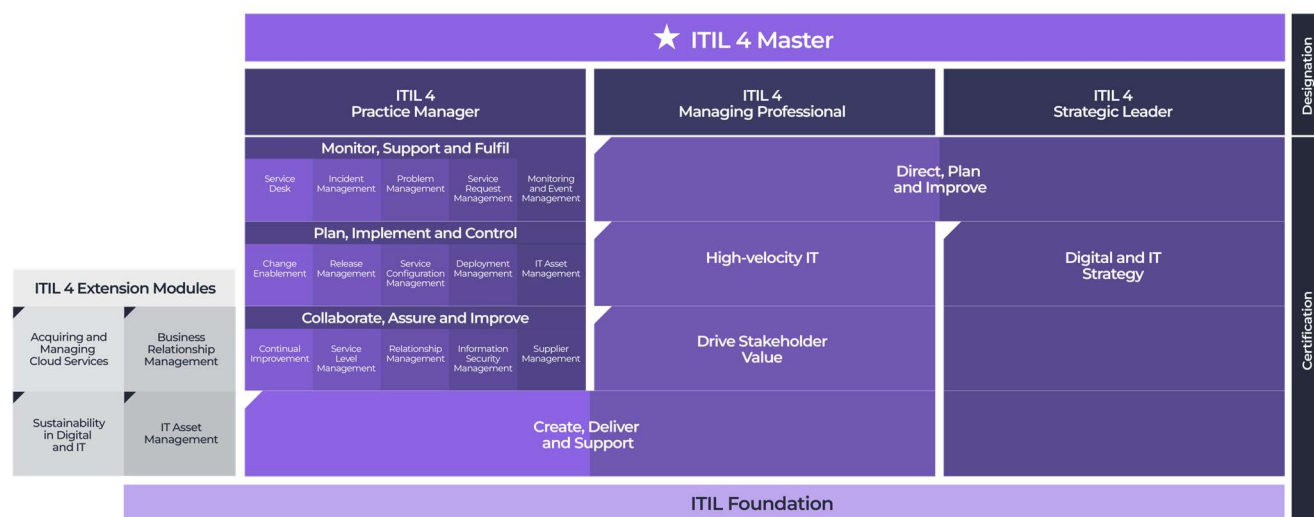 ITIL 4 Master
Designation
ITIL 4
Practice Manager
ITIL 4
Managing Professional
ITIL 4
Strategic Leader
Monitor, Support and Fulfil
Service
Desk
Incident
Management
Problem
Management
Service
Request
Management
Monitoring
and Event
Management
Direct, Plan
and Improve
Plan, Implement and Control
Change
Enablement
Release
Management
Service
Configuration
Management
Deployment
Management
IT Asset
Management
High-velocity IT
Digital and IT
Strategy
Certification
ITIL 4 Extension Modules
Acquiring and
Managing
Cloud Services
Business
Relationship
Management
Collaborate, Assure and Improve
Continual
Improvement
Service
Level
Management
Relationship
Management
Information
Security
Management
Supplier
Management
Drive Stakeholder
Value
Sustainability
in Digital
and IT
IT Asset
Management
Create, Deliver
and Support
ITIL Foundation